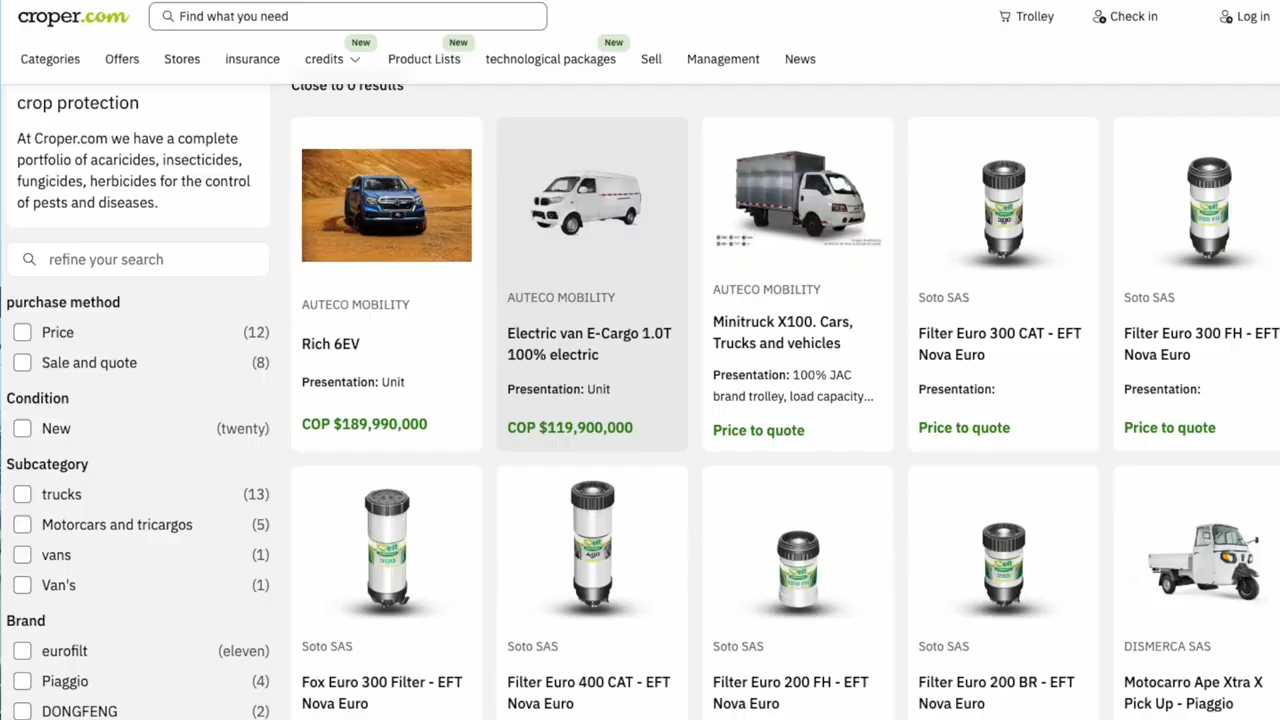 croper.com
Find what you need
Trolley
Check in
Log in
New
New
New
Categories
Offers
Stores
insurance
credits
Product Lists
technological packages
Sell
Management
News
Close to 0 results
crop protection
At Croper.com we have a complete
portfolio of acaricides, insecticides,
fungicides, herbicides for the control
of pests and diseases.
refine your search
purchase method
Price (12)
Sale and quote (8)
Condition
New (twenty)
Subcategory
trucks (13)
Motorcars and tricargos (5)
vans (1)
Van's (1)
Brand
eurofilt (eleven)
Piaggio (4)
DONGFENG (2)
AUTECO MOBILITY
Rich 6EV
Presentation: Unit
COP $189,990,000
AUTECO MOBILITY
Electric van E-Cargo 1.0T
100% electric
Presentation: Unit
COP $119,900,000
AUTECO MOBILITY
Minitruck X100. Cars,
Trucks and vehicles
Presentation: 100% JAC
brand trolley, load capacity...
Price to quote
Soto SAS
Filter Euro 300 CAT - EFT
Nova Euro
Presentation:
Price to quote
Soto SAS
Filter Euro 300 FH - EFT
Nova Euro
Presentation:
Price to quote
Soto SAS
Fox Euro 300 Filter - EFT
Nova Euro
Soto SAS
Filter Euro 400 CAT - EFT
Nova Euro
Soto SAS
Filter Euro 200 FH - EFT
Nova Euro
Soto SAS
Filter Euro 200 BR - EFT
Nova Euro
DISMERCA SAS
Motocarro Ape Xtra X
Pick Up - Piaggio